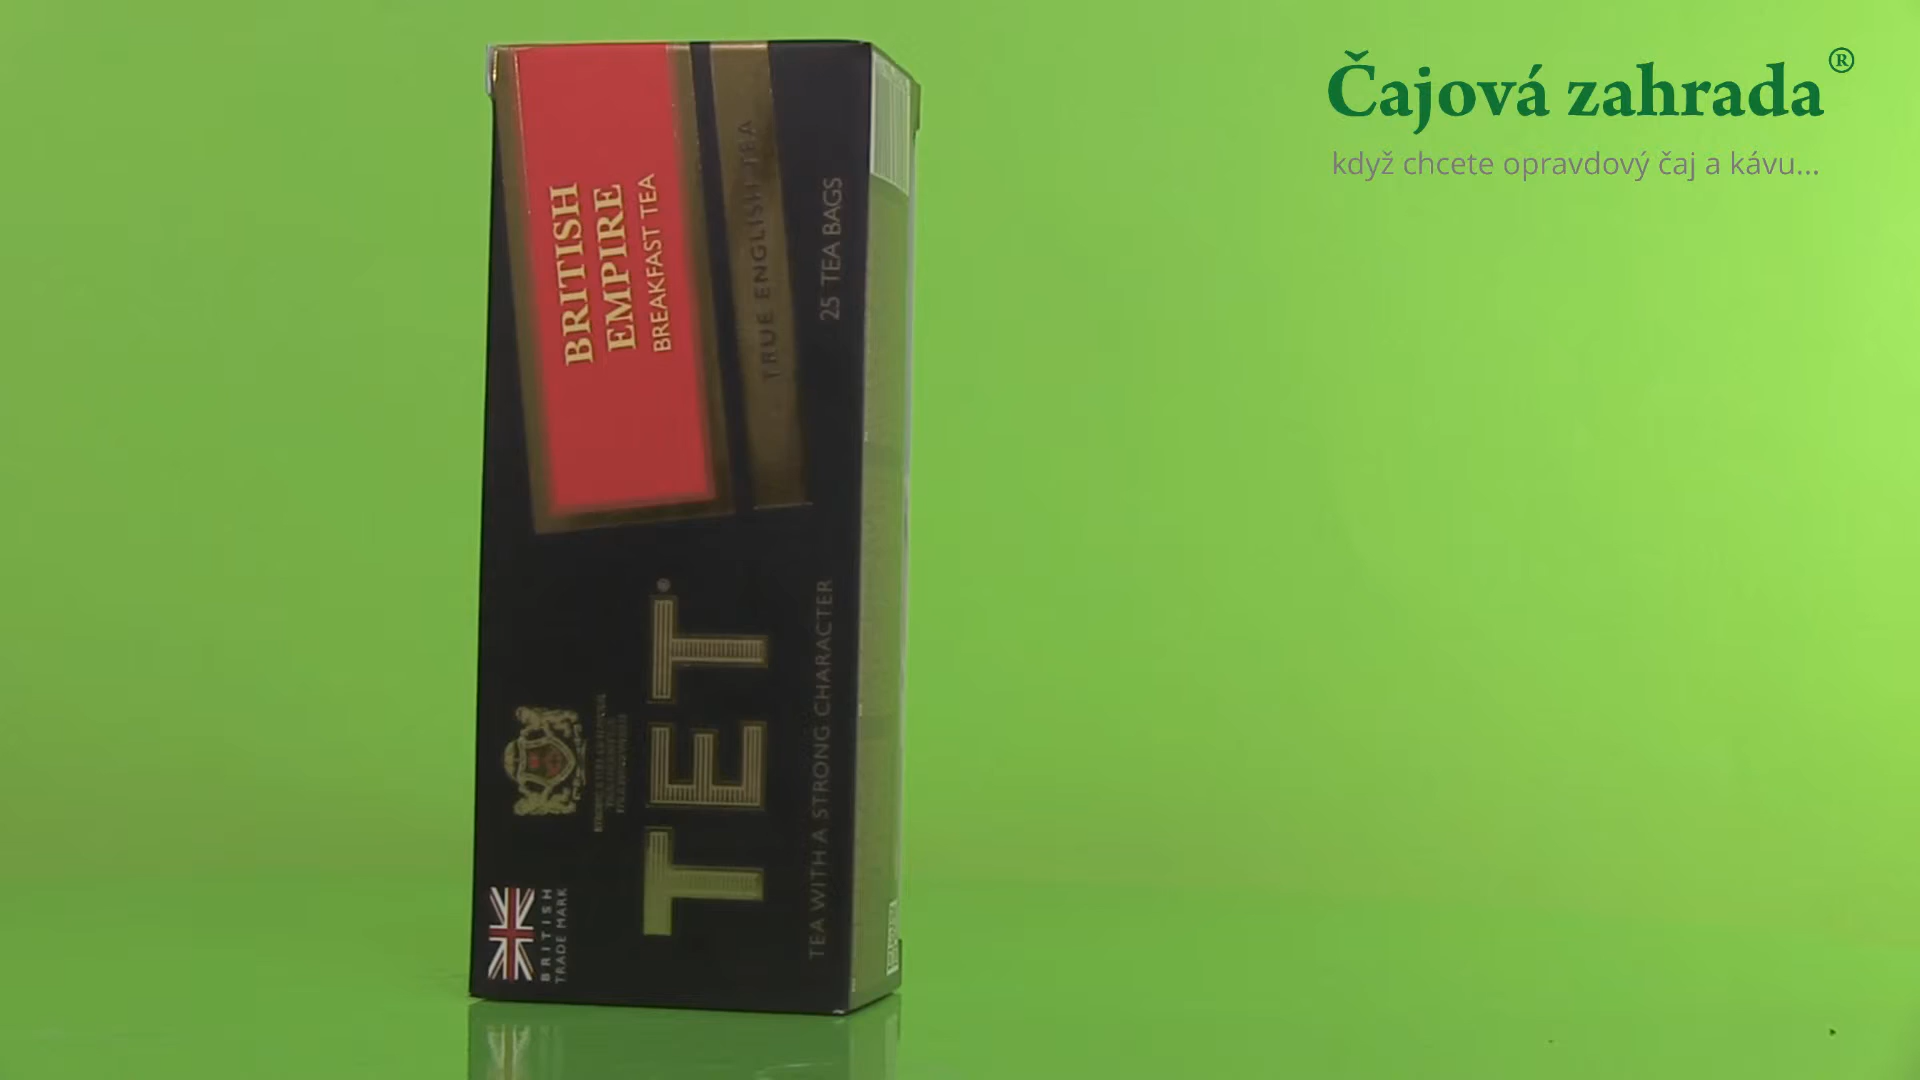 Čajová zahrada®
když chcete opravdový čaj a kávu...
BRITISH
EMPIRE
BREAKFAST TEA
TRUE ENGLISH TEA
25 TEA BAGS
TET®
TEA WITH A STRONG CHARACTER
BRITISH
TRADE MARK